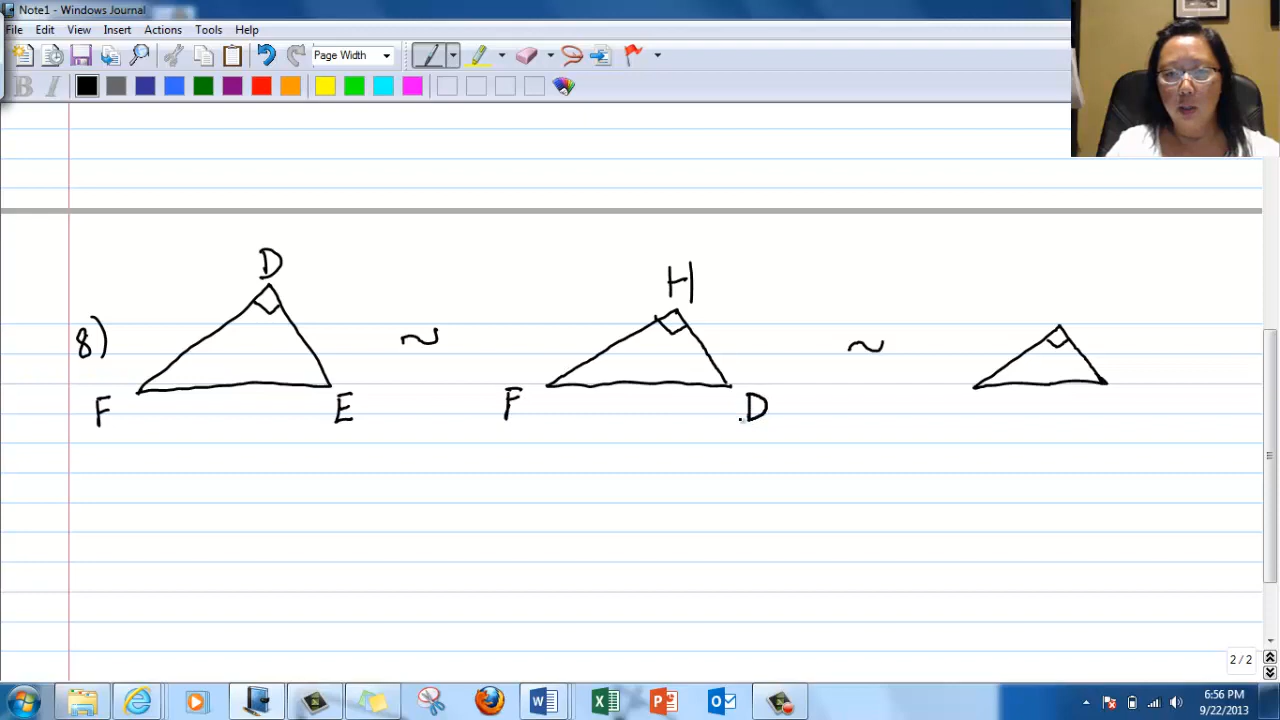 Note1 - Windows Journal
File Edit View Insert Actions Tools Help
Page Width
B I
D
H
8) ~ ~
F E F .D
2 / 2
6:56 PM
9/22/2013